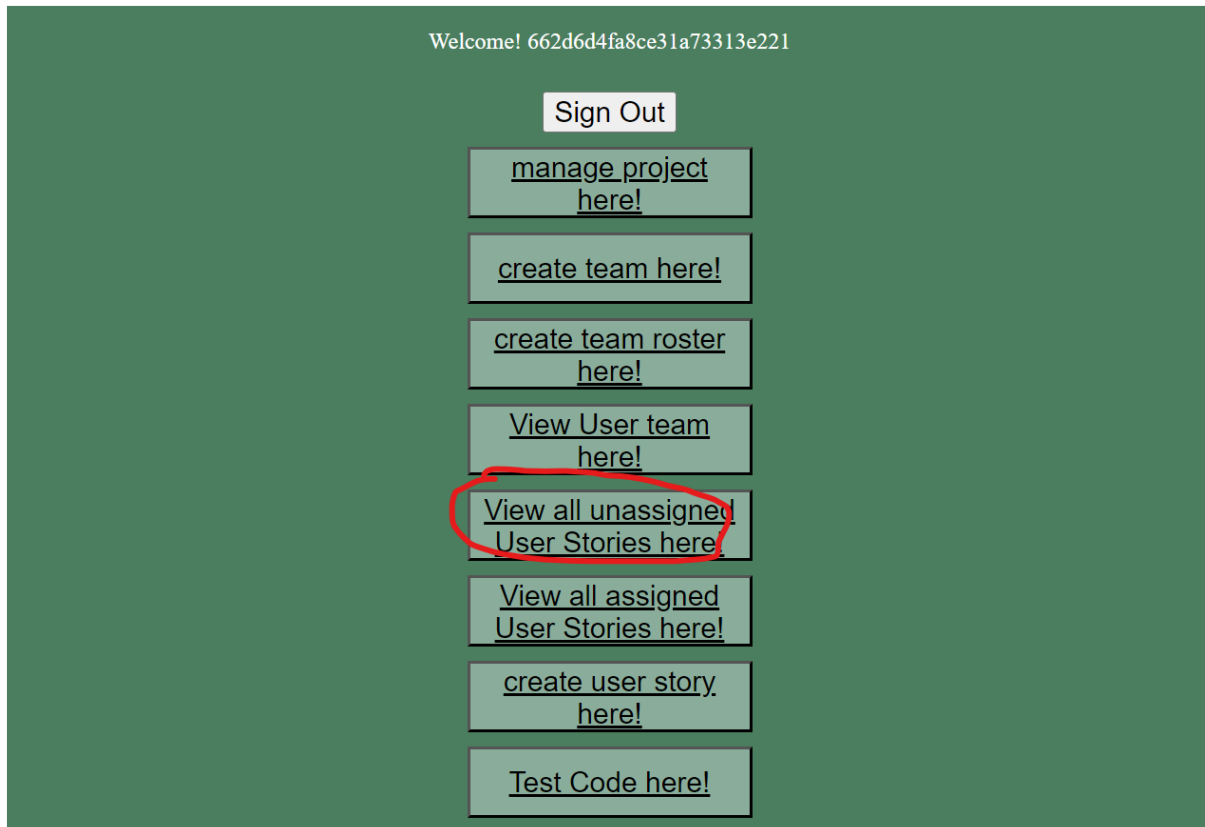 Welcome! 662d6d4fa8ce31a73313e221
Sign Out
manage project
here!
create team here!
create team roster
here!
View User team
here!
View all unassigned
User Stories here!
View all assigned
User Stories here!
create user story
here!
Test Code here!